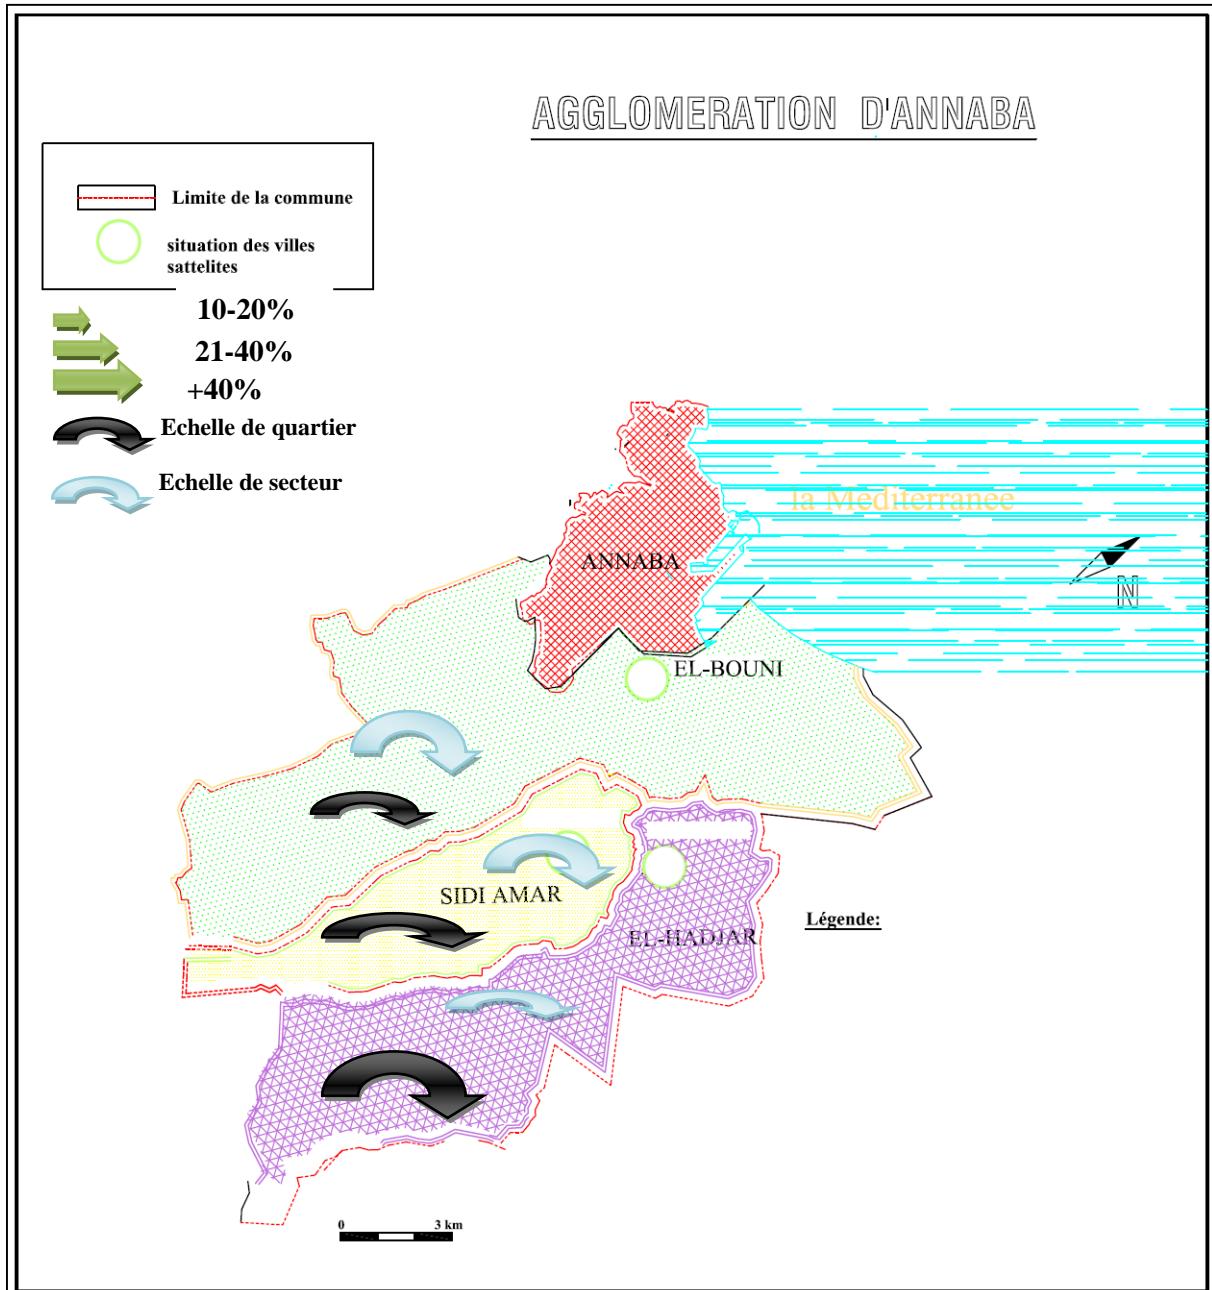 AGGLOMERATION D'ANNABA
Limite de la commune
situation des villes
sattelites
10-20%
21-40%
+40%
Echelle de quartier
Echelle de secteur
la Méditerranée
ANNABA
N
EL-BOUNI
SIDI AMAR
EL-HADJAR
Légende:
0 3 km